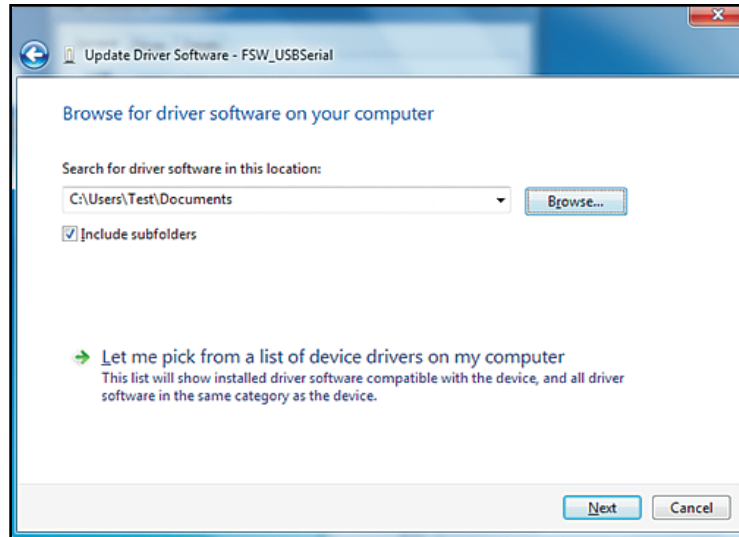 Update Driver Software - FSW_USBSerial
Browse for driver software on your computer
Search for driver software in this location:
C:\Users\Test\Documents
Browse...
Include subfolders
Let me pick from a list of device drivers on my computer
This list will show installed driver software compatible with the device, and all driver
software in the same category as the device.
Next
Cancel